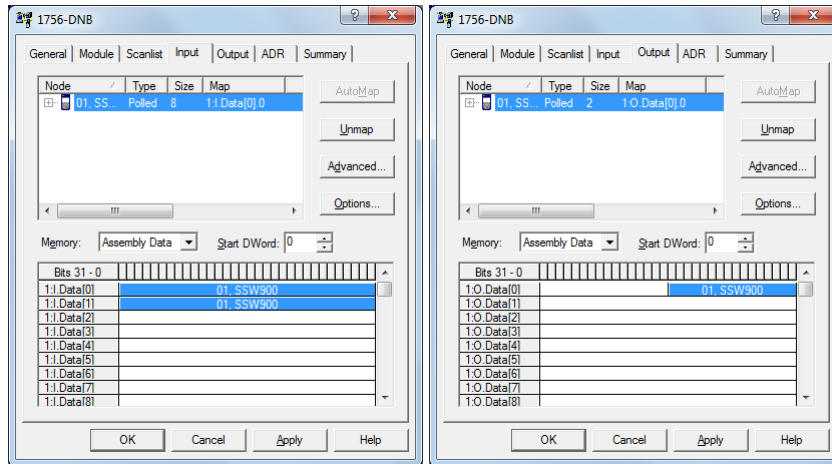 1756-DNB
General Module Scanlist Input Output ADR Summary
Node Type Size Map
01, SS... Polled 8 1:I.Data[0].0
AutoMap
Unmap
Advanced...
Options...
Memory: Assembly Data Start DWord: 0
Bits 31 - 0
1:I.Data[0] 01, SSW900
1:I.Data[1] 01, SSW900
1:I.Data[2]
1:I.Data[3]
1:I.Data[4]
1:I.Data[5]
1:I.Data[6]
1:I.Data[7]
1:I.Data[8]
OK Cancel Apply Help
1756-DNB
General Module Scanlist Input Output ADR Summary
Node Type Size Map
01, SS... Polled 2 1:O.Data[0].0
AutoMap
Unmap
Advanced...
Options...
Memory: Assembly Data Start DWord: 0
Bits 31 - 0
1:O.Data[0] 01, SSW900
1:O.Data[1]
1:O.Data[2]
1:O.Data[3]
1:O.Data[4]
1:O.Data[5]
1:O.Data[6]
1:O.Data[7]
1:O.Data[8]
OK Cancel Apply Help